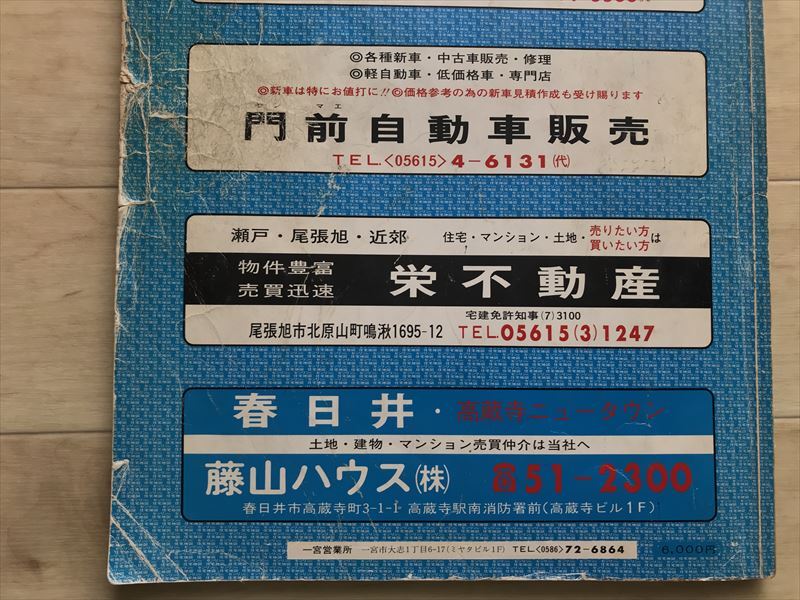 ◎各種新車・中古車販売・修理
◎軽自動車・低価格車・専門店
◎新車は特にお値打に!!◎価格参考の為の新車見積作成も受け賜ります
門前自動車販売
TEL.<05615>4-6131(代)
瀬戸・尾張旭・近郊 住宅・マンション・土地・売りたい方買いたい方は
物件豊富
売買迅速
栄不動産
宅建免許知事(7)3100
尾張旭市北原山町鳴湫1695-12 TEL.05615(3)1247
春日井・高蔵寺ニュータウン
土地・建物・マンション売買仲介は当社へ
藤山ハウス(株) ☎51-2300
春日井市高蔵寺町3-1-1 高蔵寺駅南消防署前(高蔵寺ビル1F)
一宮営業所 一宮市大志1丁目6-17(ミヤタビル1F) TEL<0586>72-6864
6,000円